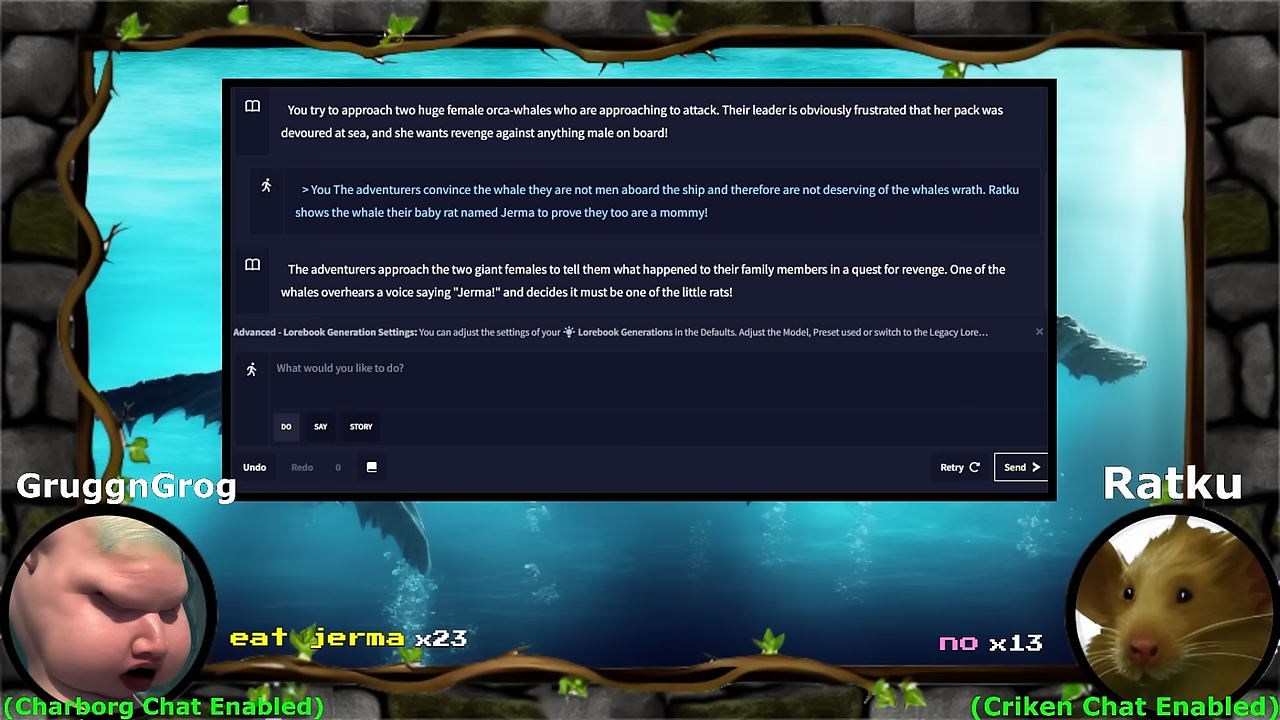 You try to approach two huge female orca-whales who are approaching to attack. Their leader is obviously frustrated that her pack was
devoured at sea, and she wants revenge against anything male on board!
> You The adventurers convince the whale they are not men aboard the ship and therefore are not deserving of the whales wrath. Ratku
shows the whale their baby rat named Jerma to prove they too are a mommy!
The adventurers approach the two giant females to tell them what happened to their family members in a quest for revenge. One of the
whales overhears a voice saying "Jerma!" and decides it must be one of the little rats!
Advanced - Lorebook Generation Settings: You can adjust the settings of your Lorebook Generations in the Defaults. Adjust the Model, Preset used or switch to the Legacy Lore...
What would you like to do?
DO SAY STORY
Undo Redo 0 Retry Send
GruggnGrog
Ratku
eat jerma x23
no x13
(Charborg Chat Enabled)
(Criken Chat Enabled)